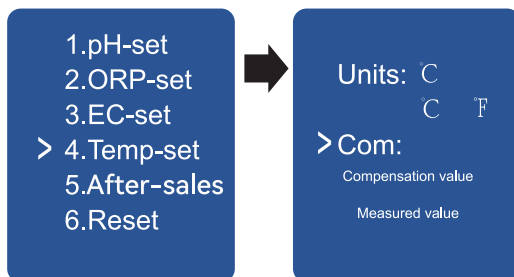 1.pH-set
2.ORP-set
3.EC-set
> 4.Temp-set
5.After-sales
6.Reset
Units: ℃
℃ ℉
> Com:
Compensation value
Measured value